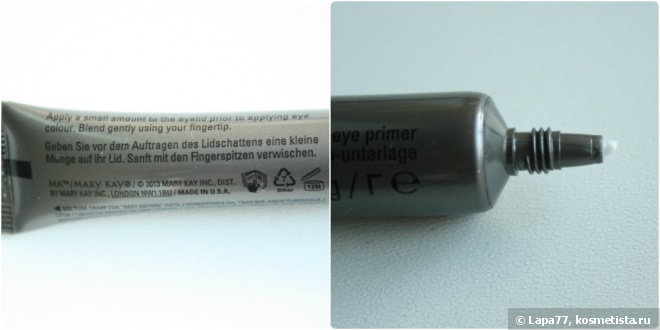 Apply a small amount to the eyelid prior to applying eye
colour. Blend gently using your fingertip.
Geben Sie vor dem Auftragen des Lidschattens eine kleine
Menge auf Ihr Lid. Sanft mit den Fingerspitzen verwischen.
MK™/MARY KAY® / © 2013 MARY KAY INC., DIST.
BY MARY KAY INC., LONDON NW1 1BU / MADE IN U.S.A.
7
Other
12M
eye primer
-unterlage
g / 7 e
© Lapa77, kosmetista.ru